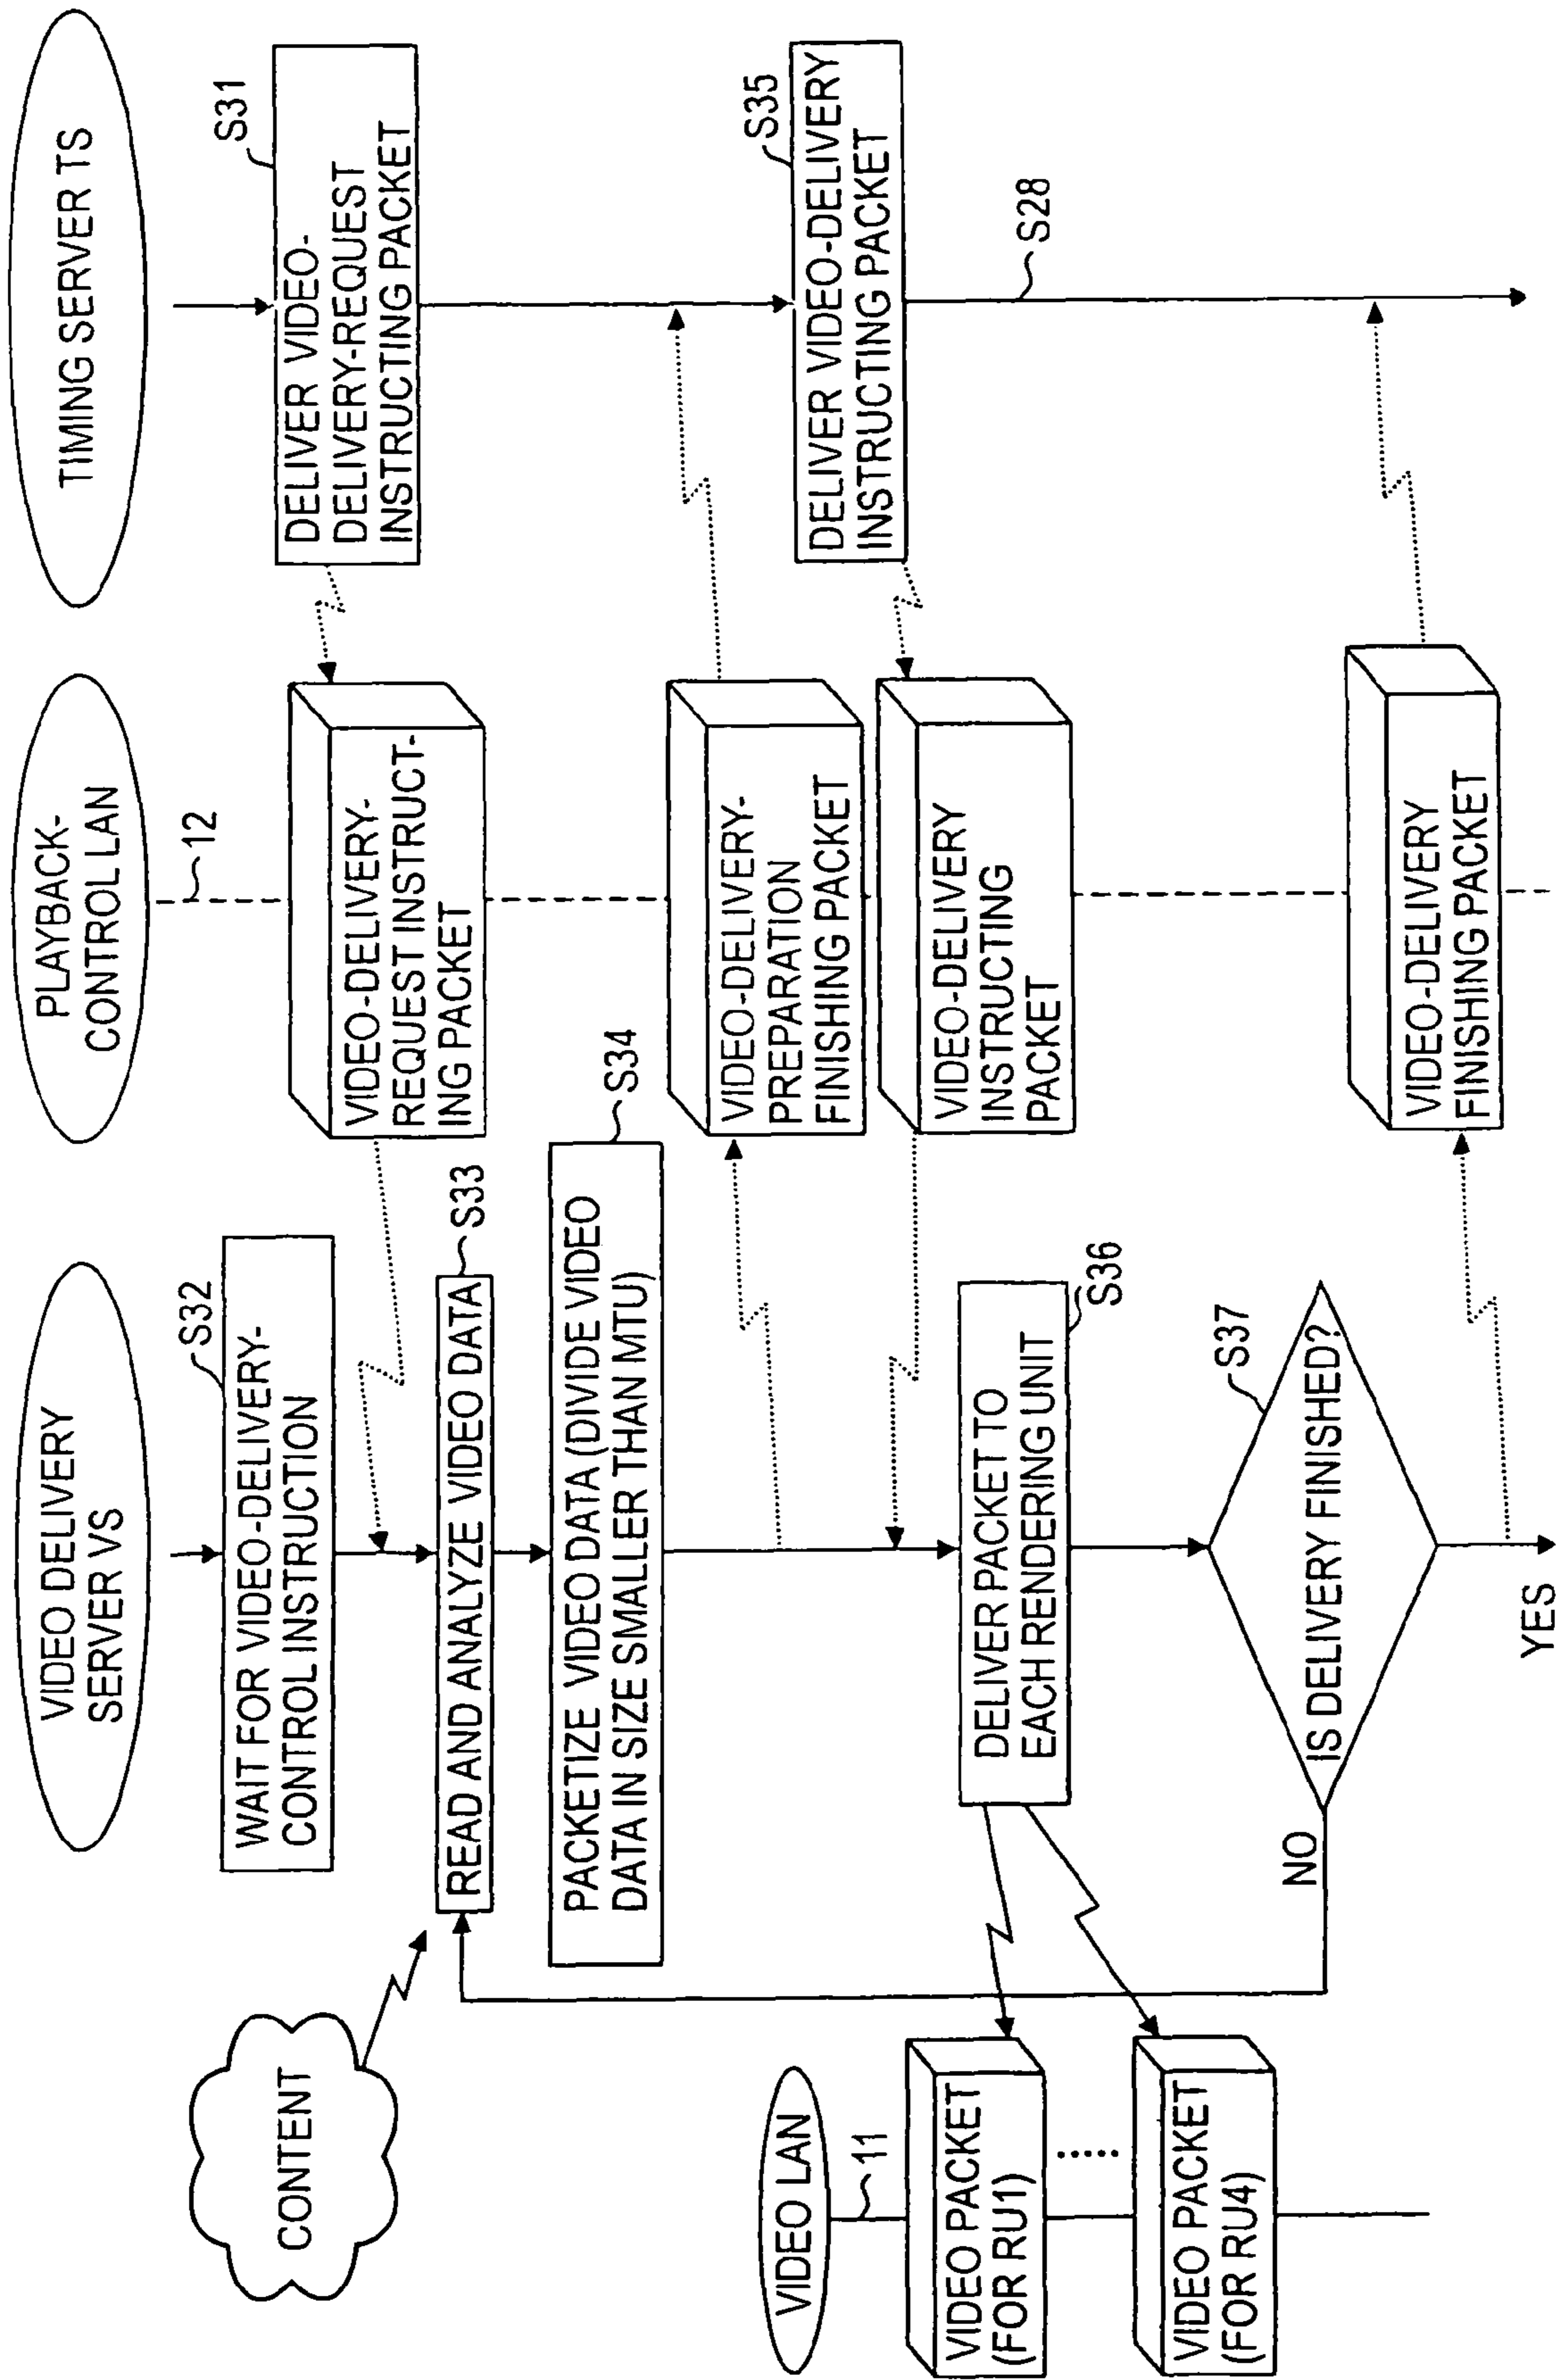 VIDEO DELIVERY
SERVER VS
PLAYBACK-
CONTROL LAN
TIMING SERVER TS
12
S31
DELIVER VIDEO-
DELIVERY-REQUEST
INSTRUCTING PACKET
S32
WAIT FOR VIDEO-DELIVERY-
CONTROL INSTRUCTION
VIDEO-DELIVERY-
REQUEST INSTRUCT-
ING PACKET
CONTENT
S33
READ AND ANALYZE VIDEO DATA
S34
PACKETIZE VIDEO DATA (DIVIDE VIDEO
DATA IN SIZE SMALLER THAN MTU)
VIDEO-DELIVERY-
PREPARATION
FINISHING PACKET
S35
DELIVER VIDEO-DELIVERY
INSTRUCTING PACKET
VIDEO-DELIVERY
INSTRUCTING
PACKET
S28
VIDEO LAN
11
VIDEO PACKET
(FOR RU1)
VIDEO PACKET
(FOR RU4)
DELIVER PACKET TO
EACH RENDERING UNIT
S36
S37
IS DELIVERY FINISHED?
NO
YES
VIDEO-DELIVERY
FINISHING PACKET